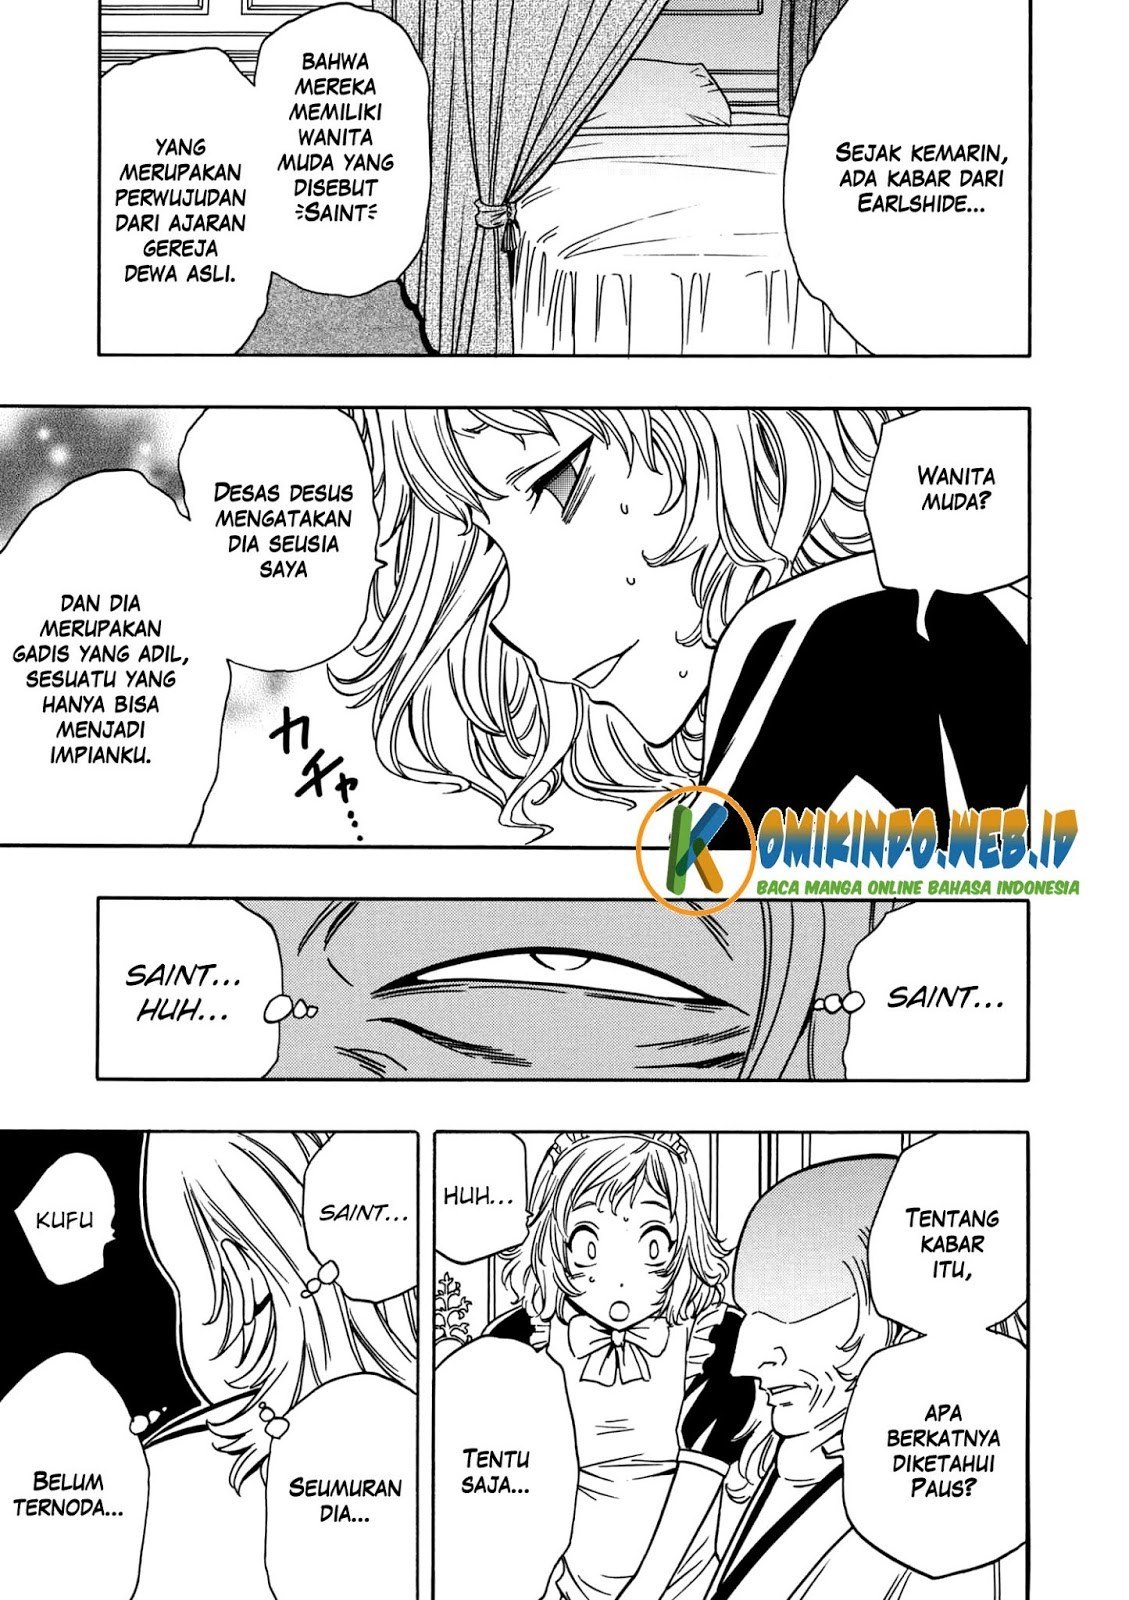 SEJAK KEMARIN,
ADA KABAR DARI
EARLSHIDE...
BAHWA
MEREKA
MEMILIKI
WANITA
MUDA YANG
DISEBUT
SAINT
YANG
MERUPAKAN
PERWUJUDAN
DARI AJARAN
GEREJA
DEWA ASLI.
WANITA
MUDA?
DESAS DESUS
MENGATAKAN
DIA SEUSIA
SAYA
DAN DIA
MERUPAKAN
GADIS YANG ADIL,
SESUATU YANG
HANYA BISA
MENJADI
IMPIANKU.
カチャ…
KOMIKINDO.WEB.ID
BACA MANGA ONLINE BAHASA INDONESIA
SAINT...
SAINT...
HUH...
TENTANG
KABAR
ITU,
APA
BERKATNYA
DIKETAHUI
PAUS?
HUH...
TENTU
SAJA...
SAINT...
SEUMURAN
DIA...
KUFU
BELUM
TERNODA...